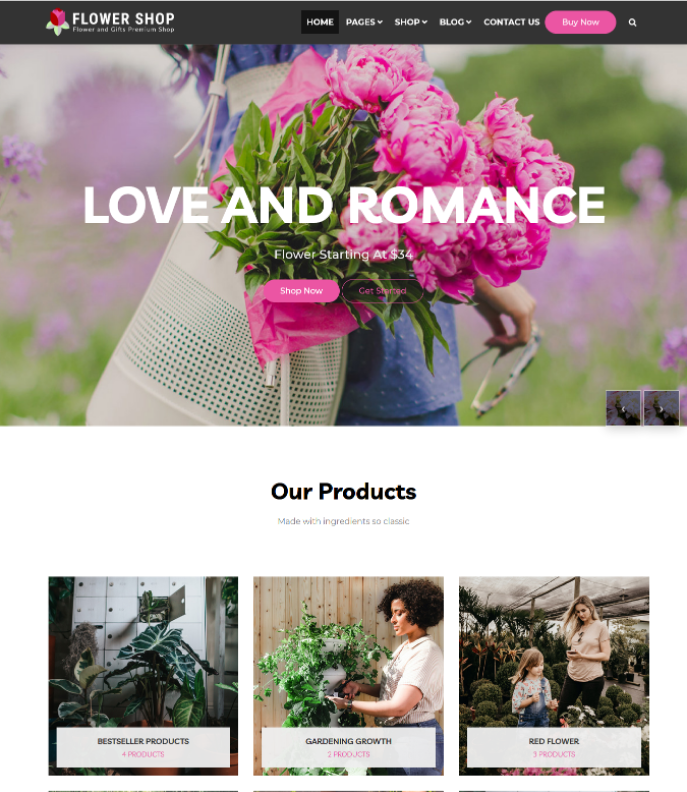 FLOWER SHOP
Flower and Gifts Premium Shop
HOME PAGES SHOP BLOG CONTACT US Buy Now
LOVE AND ROMANCE
Flower Starting At $34
Shop Now Get Started
Our Products
Made with ingredients so classic
BESTSELLER PRODUCTS
4 PRODUCTS
GARDENING GROWTH
2 PRODUCTS
RED FLOWER
3 PRODUCTS